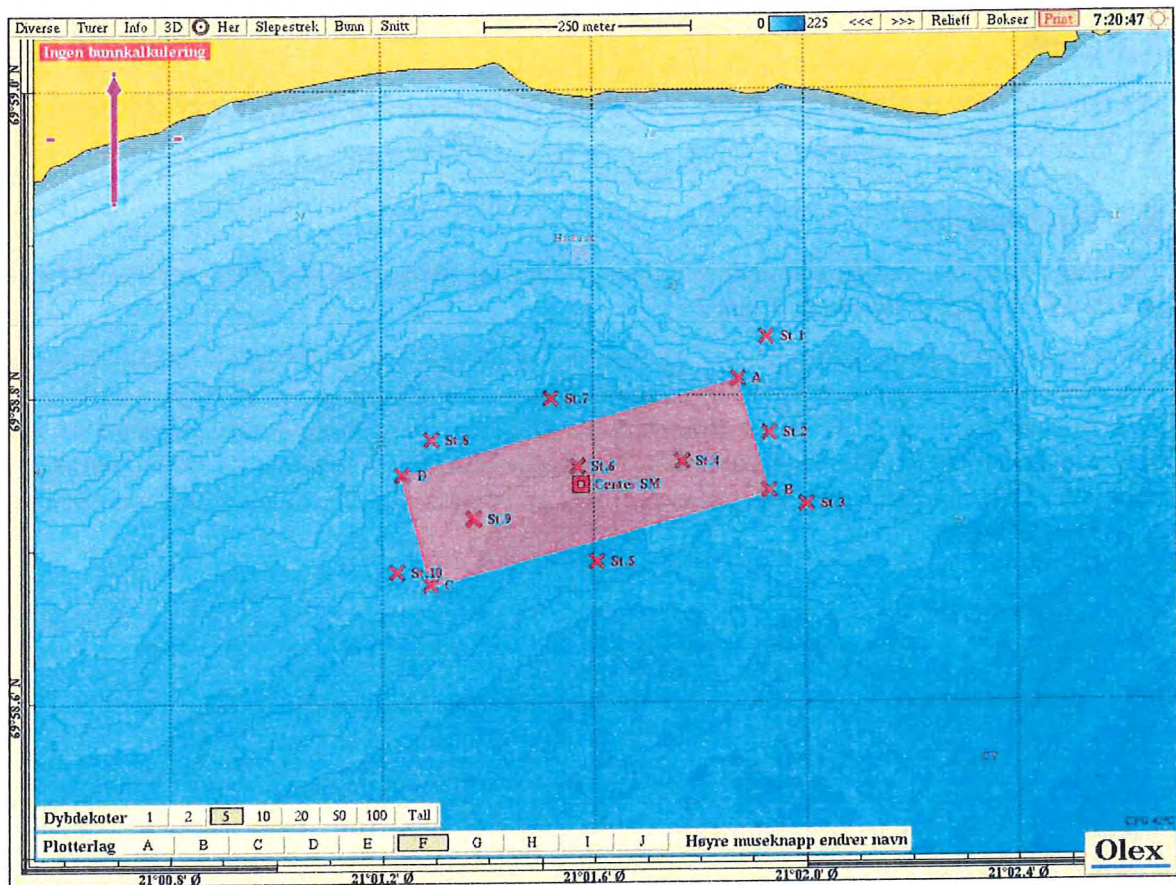 Diverse Turer Info 3D Her Slepestrek Bunn Snitt 250 meter 0 225 <<< >>> Relieff Bokser Print 7:20:47
Ingen bunnkalkulering
69°59.0' N
St.1
A
69°58.8' N
St.7
St.2
St.8
St.6
St.4
D
Center SM
B
St.3
St.9
St.5
St.10
C
69°58.6' N
Dybdekoter 1 2 5 10 20 50 100 Tall
Plotterlag A B C D E F G H I J Høyre museknapp endrer navn
Olex
21°00.8' Ø 21°01.2' Ø 21°01.6' Ø 21°02.0' Ø 21°02.4' Ø